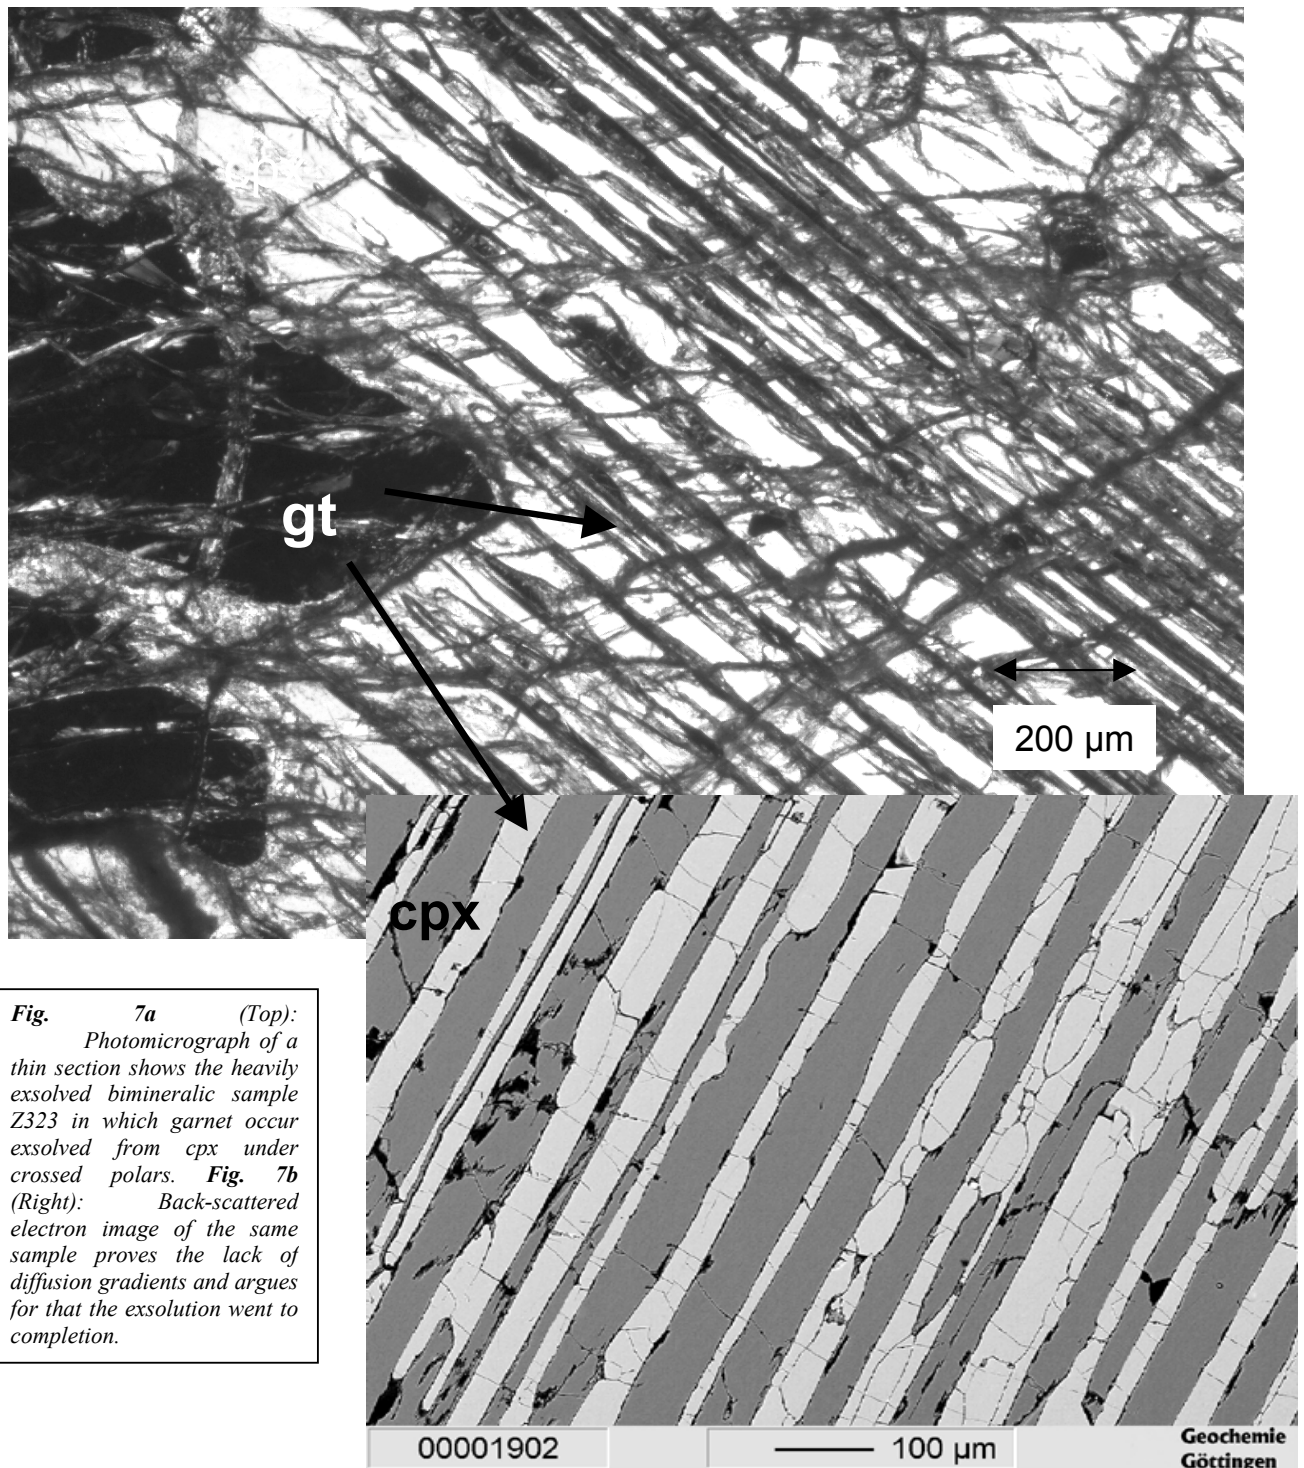 cpx
gt
200 µm
cpx
Fig. 7a (Top):
Photomicrograph of a
thin section shows the heavily
exsolved bimineralic sample
Z323 in which garnet occur
exsolved from cpx under
crossed polars. Fig. 7b
(Right): Back-scattered
electron image of the same
sample proves the lack of
diffusion gradients and argues
for that the exsolution went to
completion.
00001902
100 µm
Geochemie
Göttingen